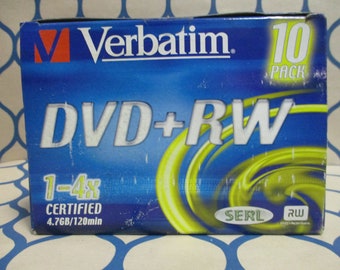 Verbatim
10
PACK
DVD+RW
1-4x
CERTIFIED
4.7GB/120min
SERL
RW